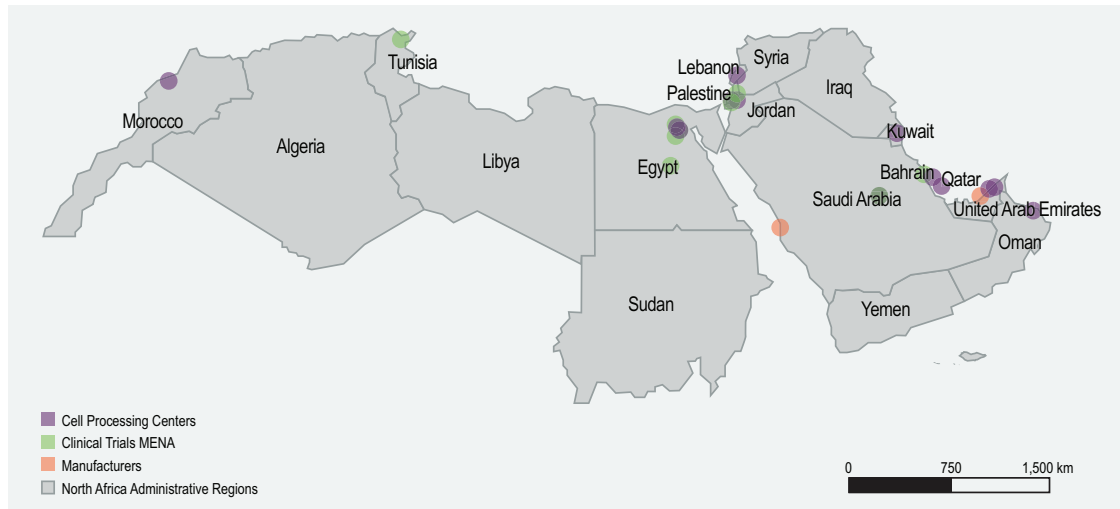 Tunisia
Syria
Lebanon
Iraq
Palestine
Jordan
Morocco
Kuwait
Algeria
Libya
Egypt
Bahrain
Qatar
Saudi Arabia
United Arab Emirates
Oman
Sudan
Yemen
Cell Processing Centers
Clinical Trials MENA
Manufacturers
North Africa Administrative Regions
0 750 1,500 km